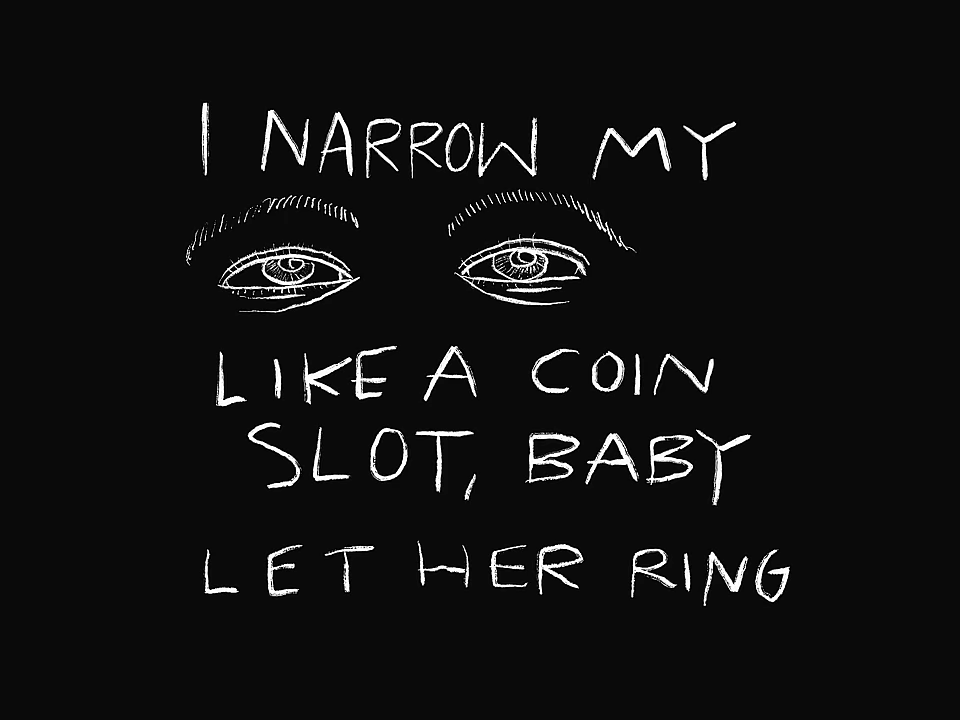 I NARROW MY
LIKE A COIN
SLOT, BABY
LET HER RING